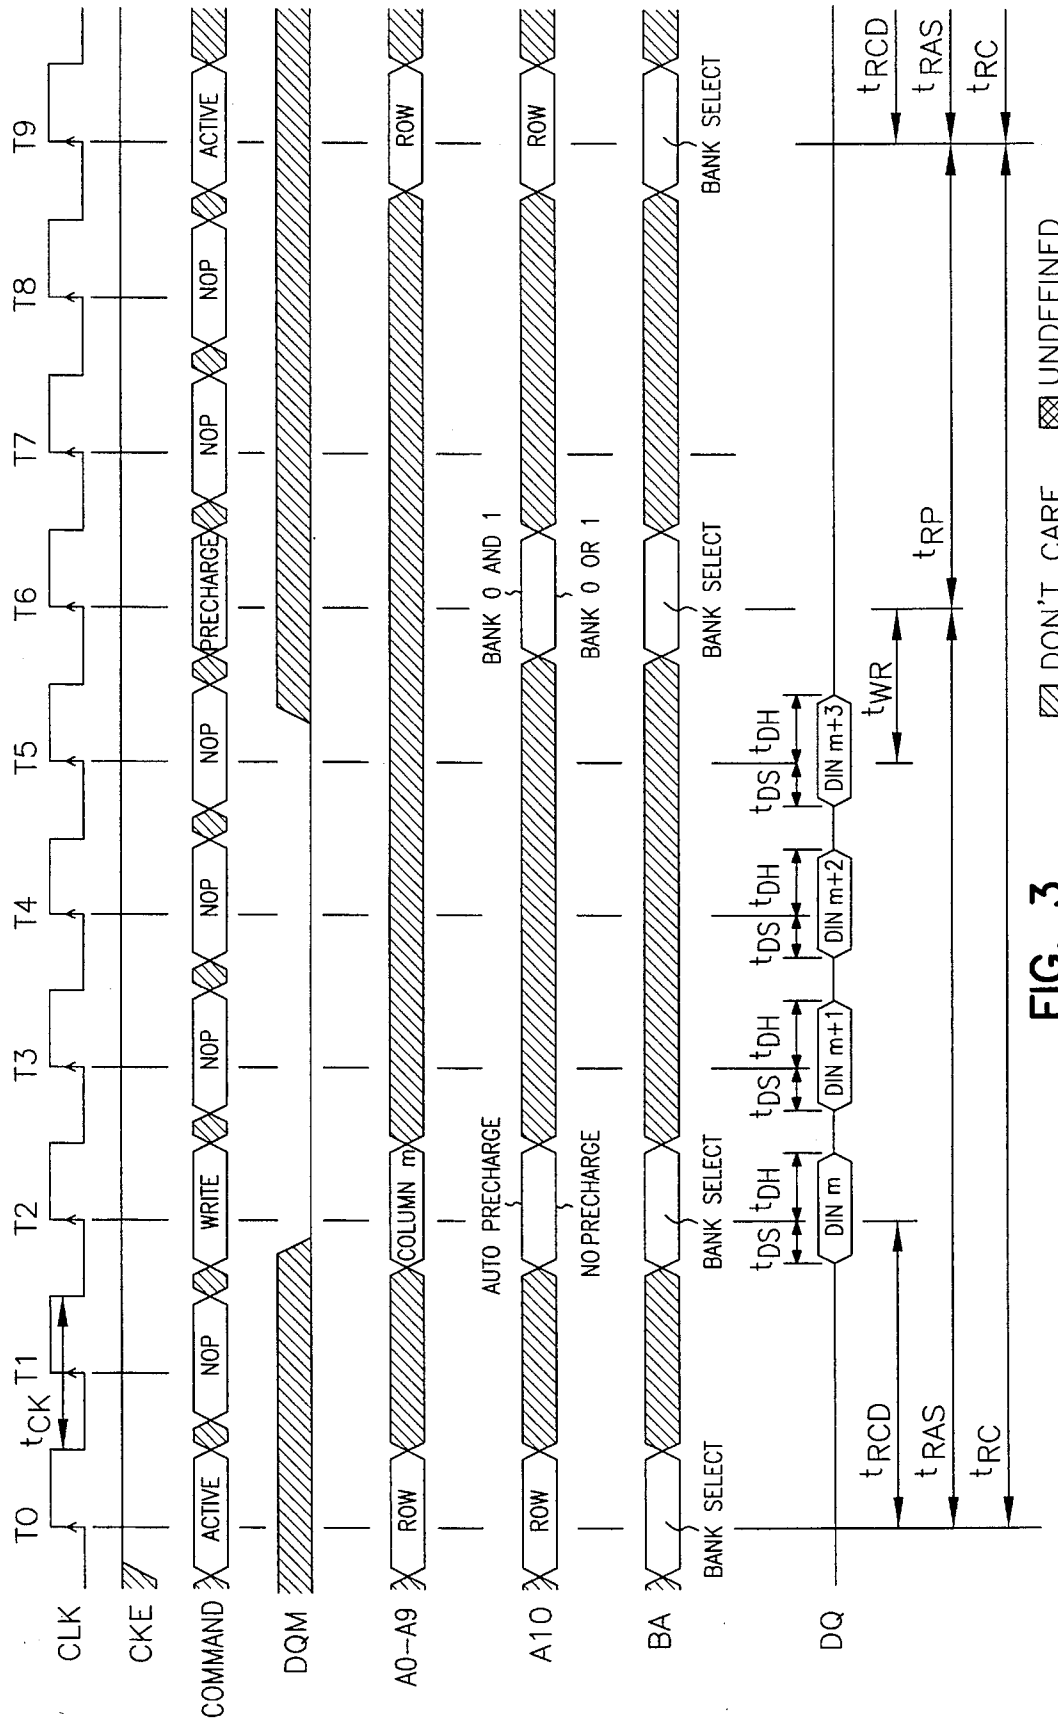 T0 T1 T2 T3 T4 T5 T6 T7 T8 T9
tCK
CLK
CKE
COMMAND ACTIVE NOP WRITE NOP NOP NOP PRECHARGE NOP NOP ACTIVE
DQM
A0-A9 ROW COLUMN m ROW
AUTO PRECHARGE BANK 0 AND 1
A10 ROW ROW
NO PRECHARGE BANK 0 OR 1
BA
BANK SELECT BANK SELECT BANK SELECT BANK SELECT
tDS tDH tDS tDH tDS tDH tDS tDH
DQ DIN m DIN m+1 DIN m+2 DIN m+3
tRCD tWR tRCD
tRAS tRP tRAS
tRC tRC
DON'T CARE UNDEFINED
FIG. 3